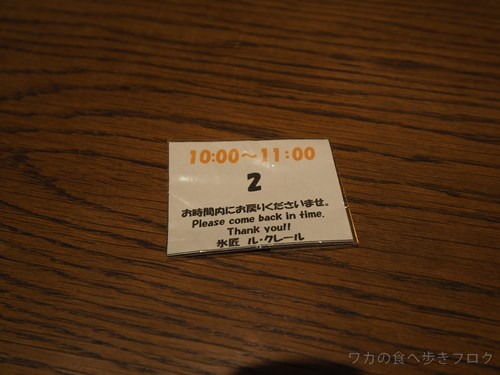 10:00～11:00
2
お時間内にお戻りくださいませ。
Please come back in time.
Thank you!!
氷匠 ル・クレール
ワカの食べ歩きブログ